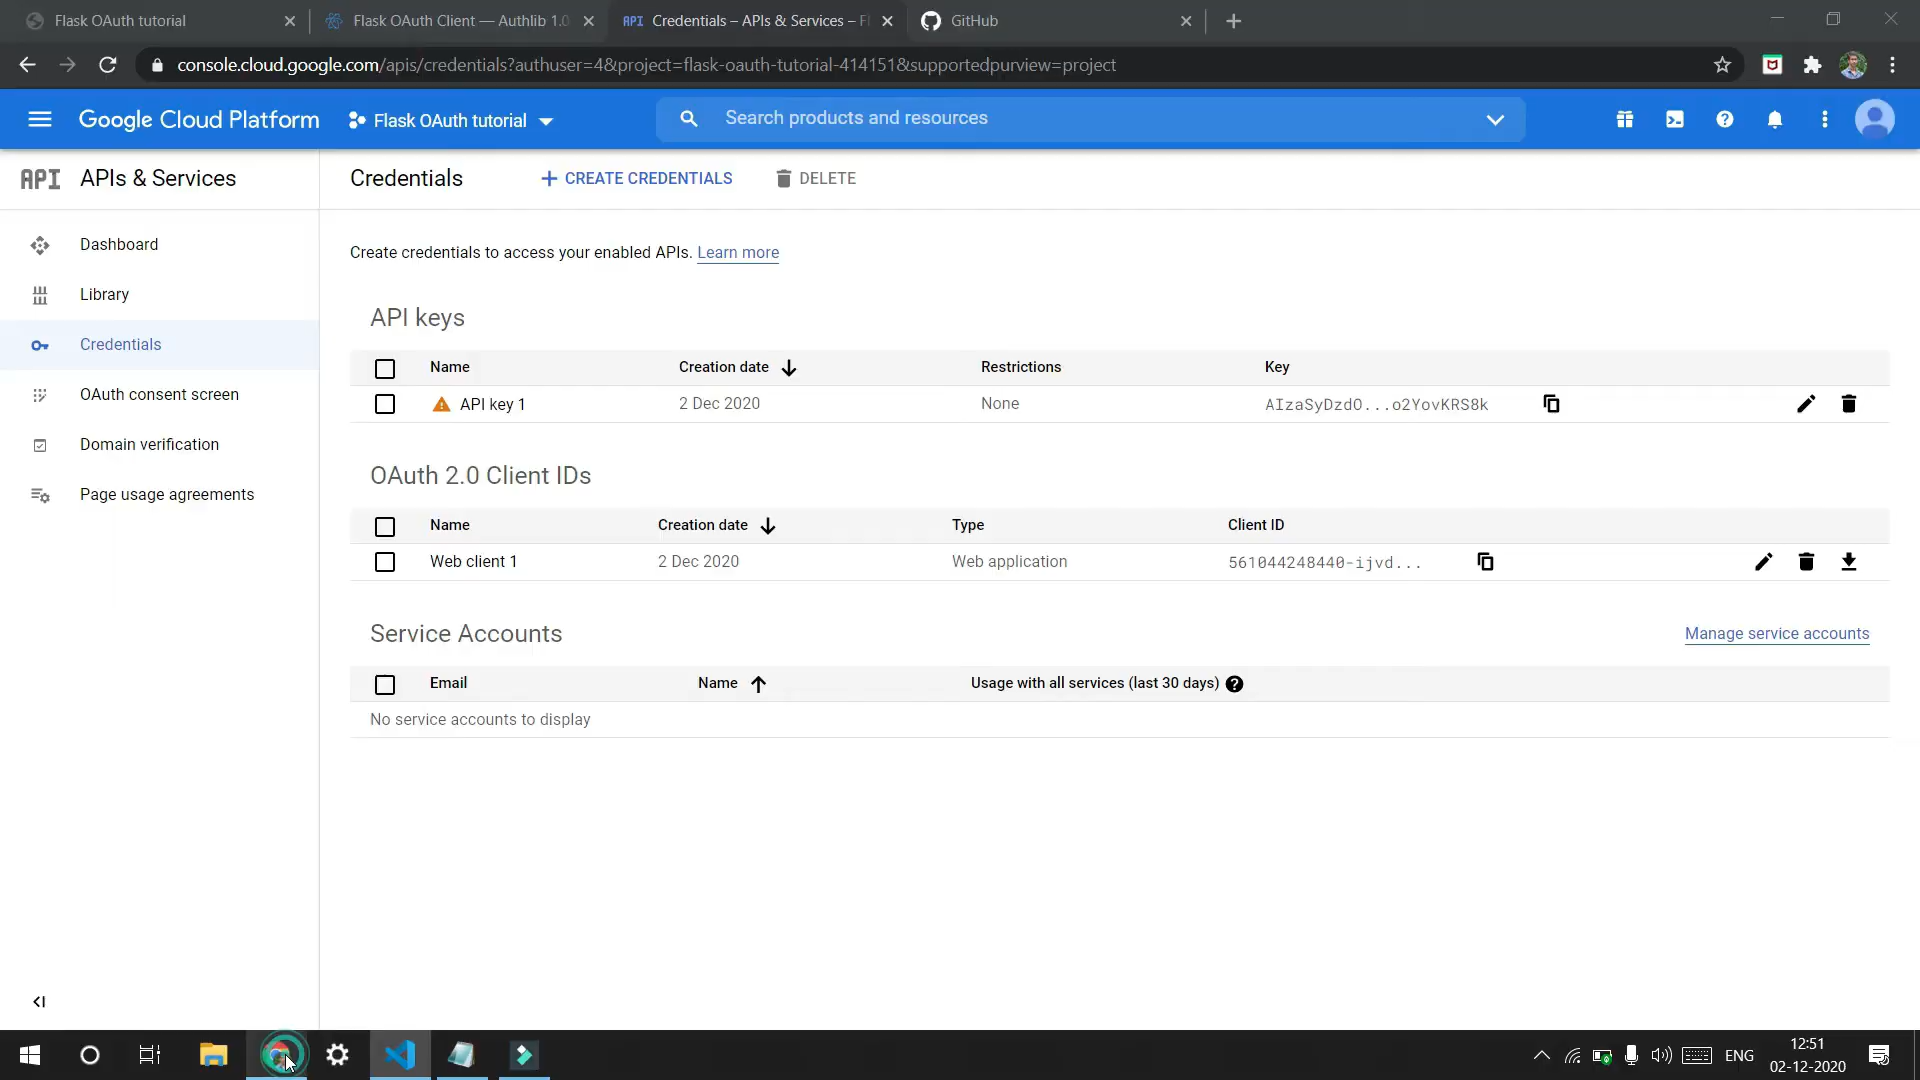 Flask OAuth tutorial
Flask OAuth Client — Authlib 1.0
API Credentials – APIs & Services – Fl
GitHub
console.cloud.google.com/apis/credentials?authuser=4&project=flask-oauth-tutorial-414151&supportedpurview=project
Google Cloud Platform
Flask OAuth tutorial
Search products and resources
API APIs & Services
Credentials
CREATE CREDENTIALS
DELETE
Dashboard
Library
Credentials
OAuth consent screen
Domain verification
Page usage agreements
Create credentials to access your enabled APIs. Learn more
API keys
Name Creation date Restrictions Key
API key 1 2 Dec 2020 None AIzaSyDzdO...o2YovKRS8k
OAuth 2.0 Client IDs
Name Creation date Type Client ID
Web client 1 2 Dec 2020 Web application 561044248440-ijvd...
Service Accounts
Manage service accounts
Email Name Usage with all services (last 30 days)
No service accounts to display
ENG
12:51
02-12-2020